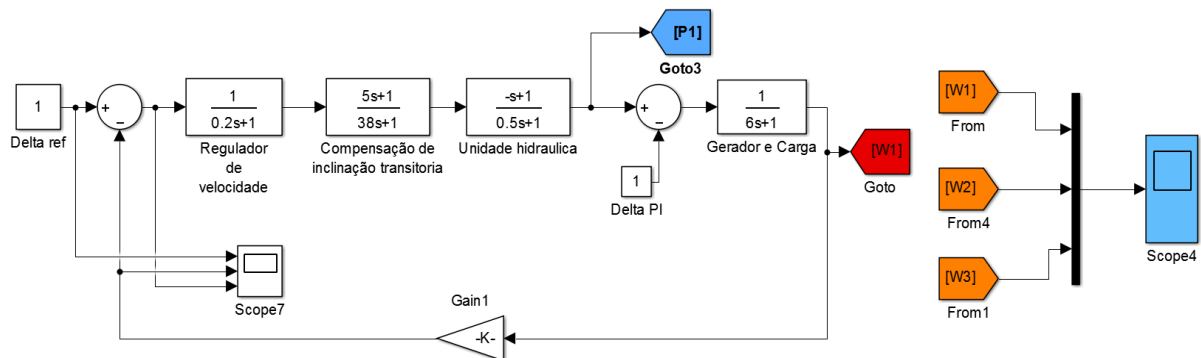 [P1]
Goto3
1
Delta ref
+
−
1
0.2s+1
Regulador
de
velocidade
5s+1
38s+1
Compensação de
inclinação transitoria
-s+1
0.5s+1
Unidade hidraulica
+
−
1
Delta PI
1
6s+1
Gerador e Carga
[W1]
Goto
[W1]
From
[W2]
From4
[W3]
From1
Scope4
Scope7
Gain1
-K-